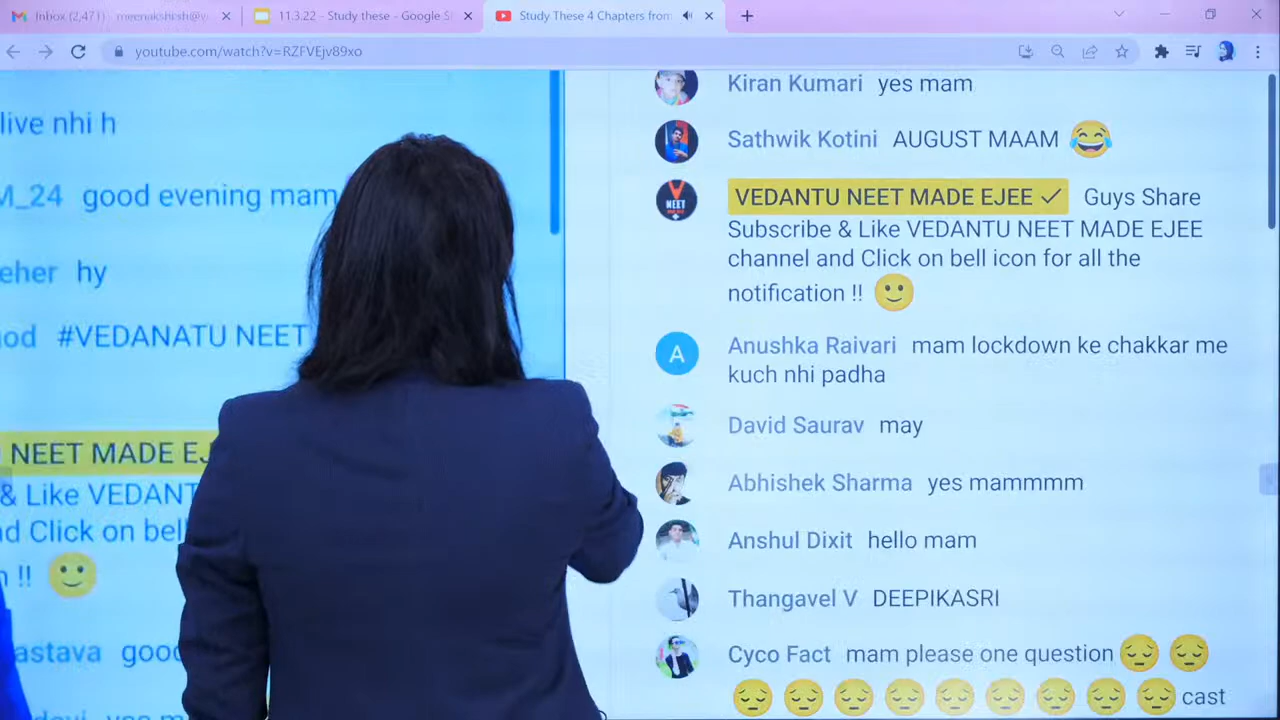 Inbox (2,471) - meenakshish@v
11.3.22 - Study these - Google S
Study These 4 Chapters from
youtube.com/watch?v=RZFVEjv89xo
live nhi h
M_24 good evening mam
eher hy
od #VEDANATU NEET
NEET MADE EJ
& Like VEDANT
nd Click on bell
n !! 🙂
astava good
Kiran Kumari yes mam
Sathwik Kotini AUGUST MAAM 😂
NEET
VEDANTU NEET MADE EJEE ✓ Guys Share
Subscribe & Like VEDANTU NEET MADE EJEE
channel and Click on bell icon for all the
notification !! 🙂
A
Anushka Raivari mam lockdown ke chakkar me
kuch nhi padha
David Saurav may
Abhishek Sharma yes mammmm
Anshul Dixit hello mam
Thangavel V DEEPIKASRI
Cyco Fact mam please one question 😔 😔
😔 😔 😔 😔 😔 😔 😔 😔 😔 cast